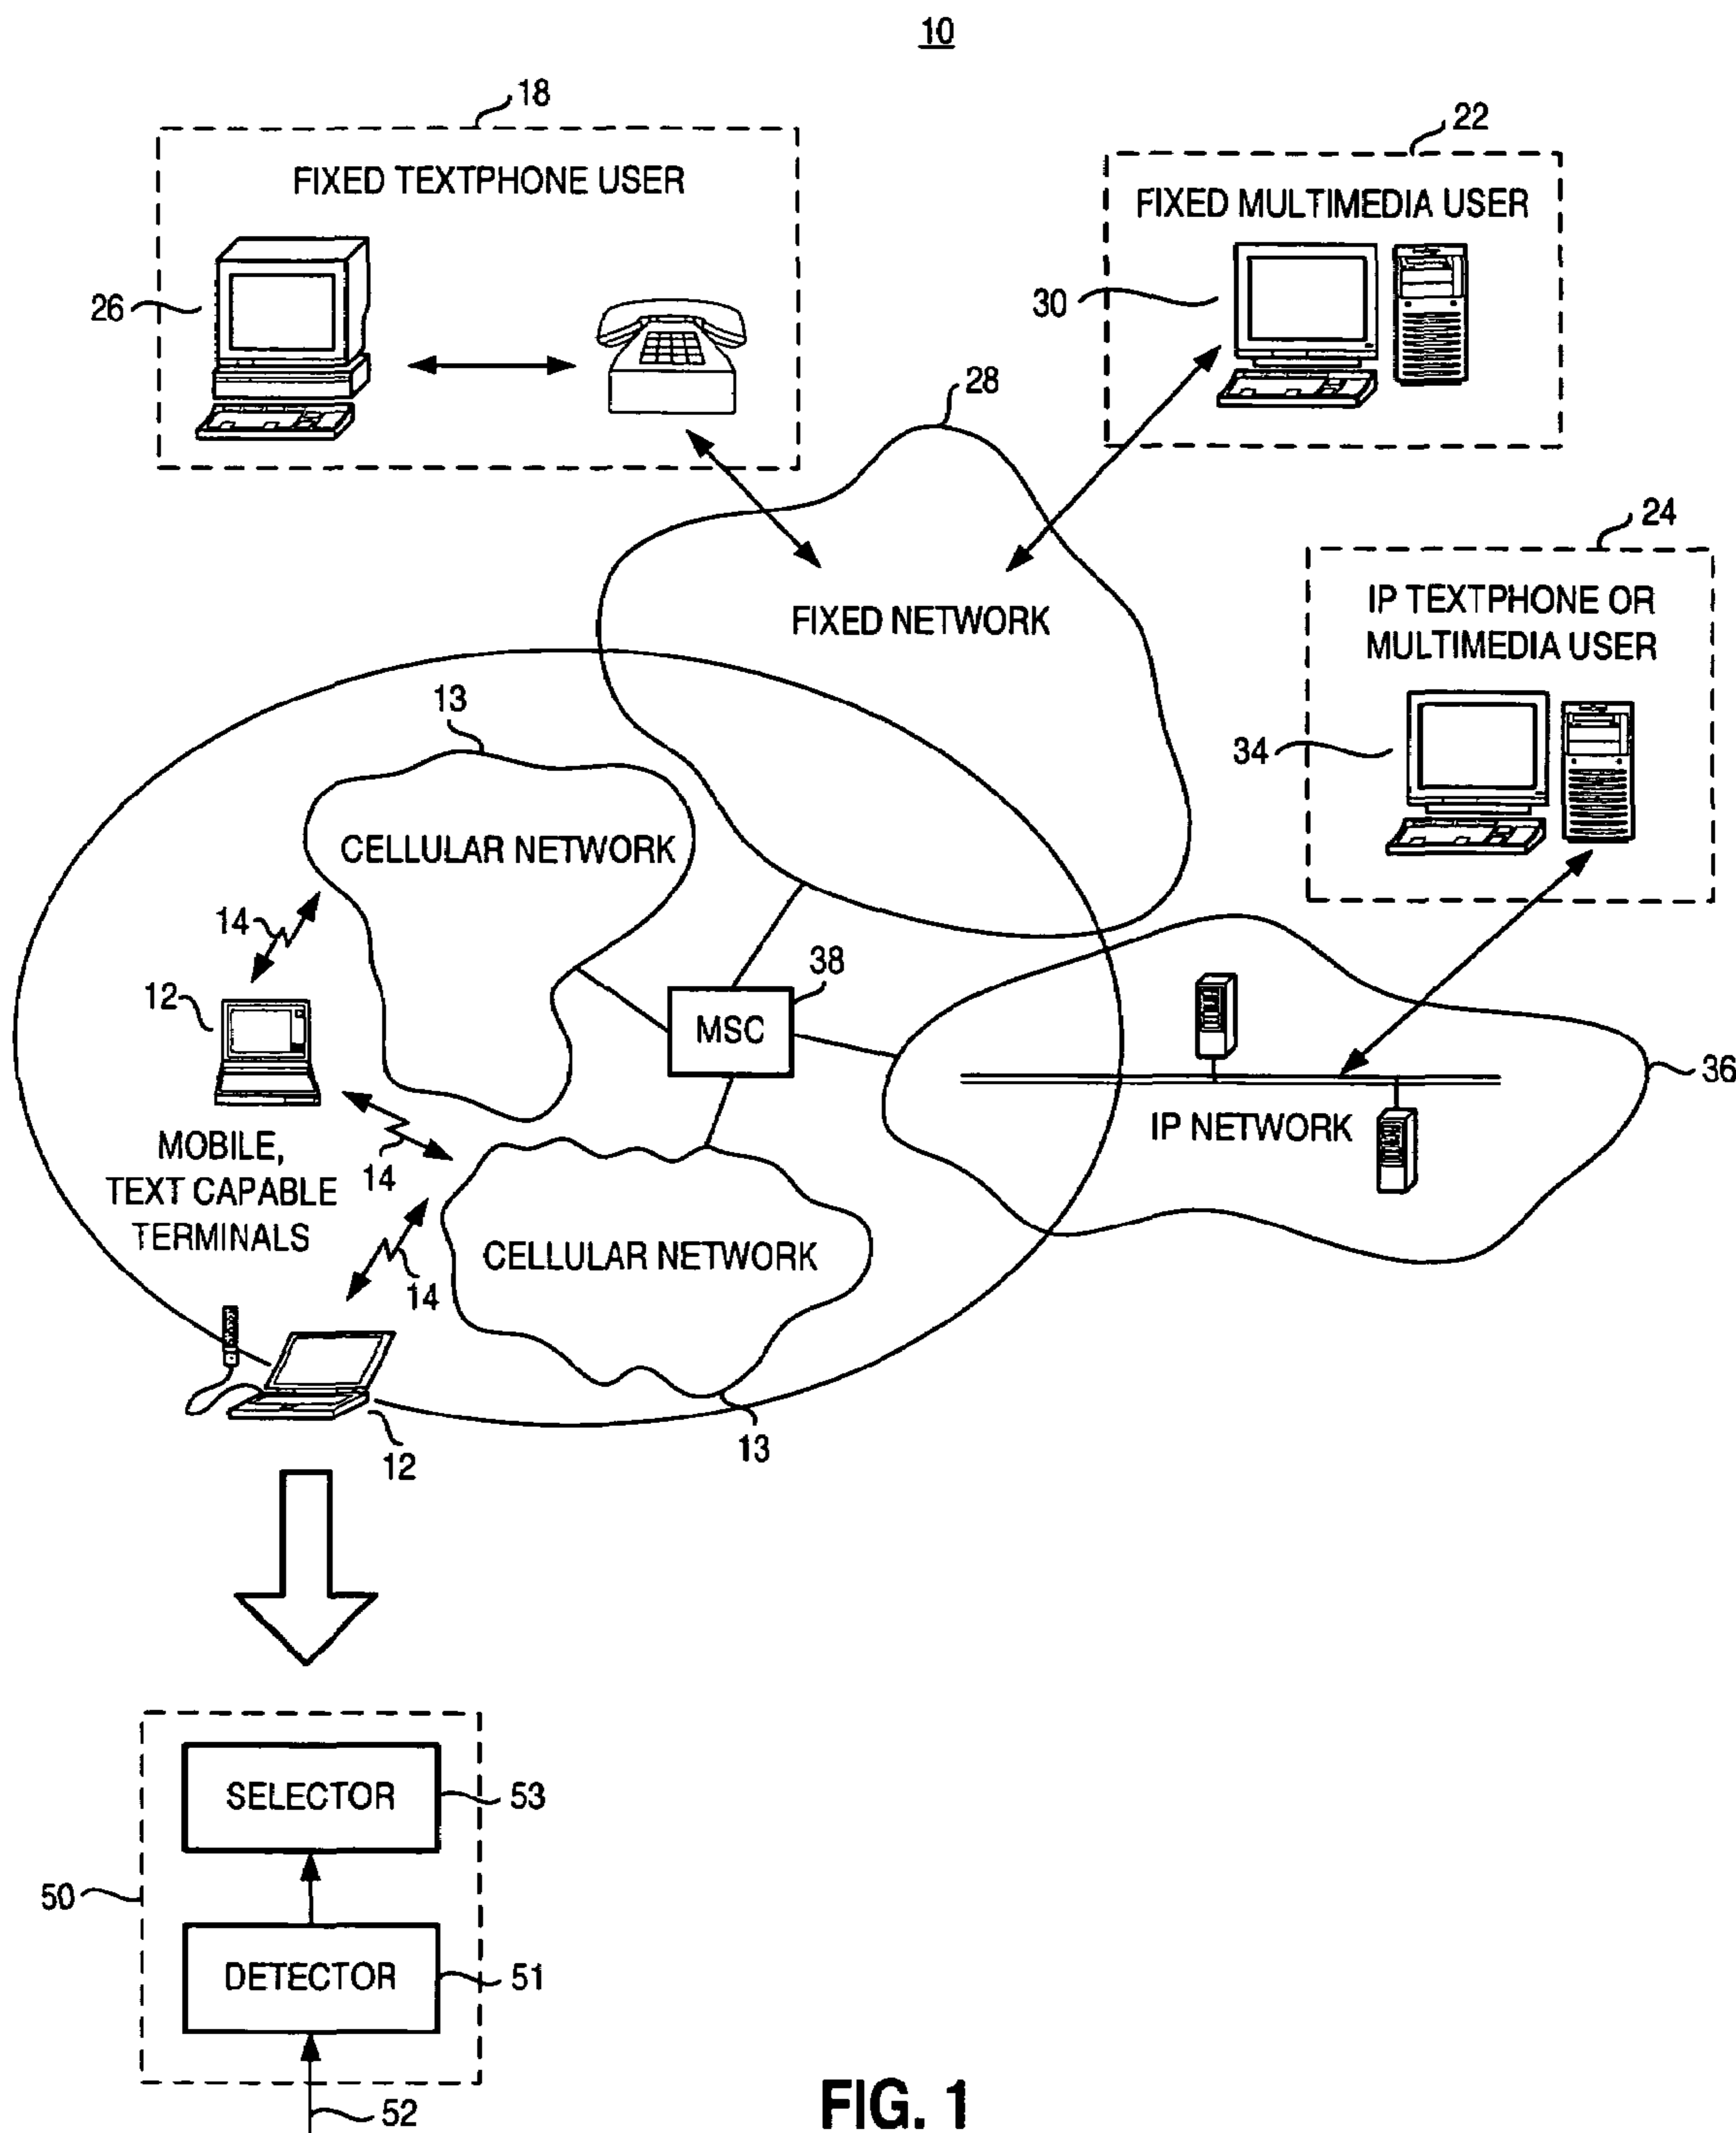 10
18
FIXED TEXTPHONE USER
26
22
FIXED MULTIMEDIA USER
30
28
FIXED NETWORK
24
IP TEXTPHONE OR
MULTIMEDIA USER
34
13
CELLULAR NETWORK
14
12
38
MSC
36
IP NETWORK
MOBILE,
TEXT CAPABLE
TERMINALS
14
14
CELLULAR NETWORK
13
12
50
SELECTOR
53
DETECTOR
51
52
FIG. 1